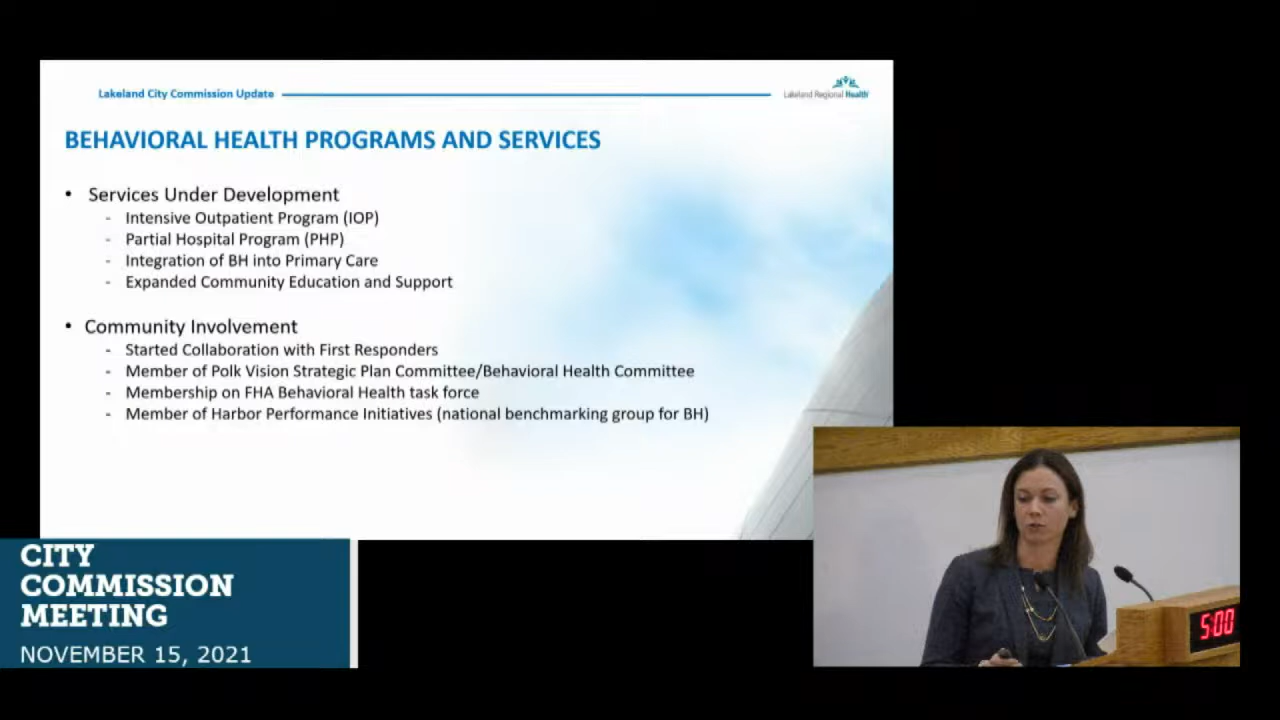 Lakeland City Commission Update
Lakeland Regional Health
BEHAVIORAL HEALTH PROGRAMS AND SERVICES
• Services Under Development
- Intensive Outpatient Program (IOP)
- Partial Hospital Program (PHP)
- Integration of BH into Primary Care
- Expanded Community Education and Support
• Community Involvement
- Started Collaboration with First Responders
- Member of Polk Vision Strategic Plan Committee/Behavioral Health Committee
- Membership on FHA Behavioral Health task force
- Member of Harbor Performance Initiatives (national benchmarking group for BH)
CITY
COMMISSION
MEETING
NOVEMBER 15, 2021
5:00